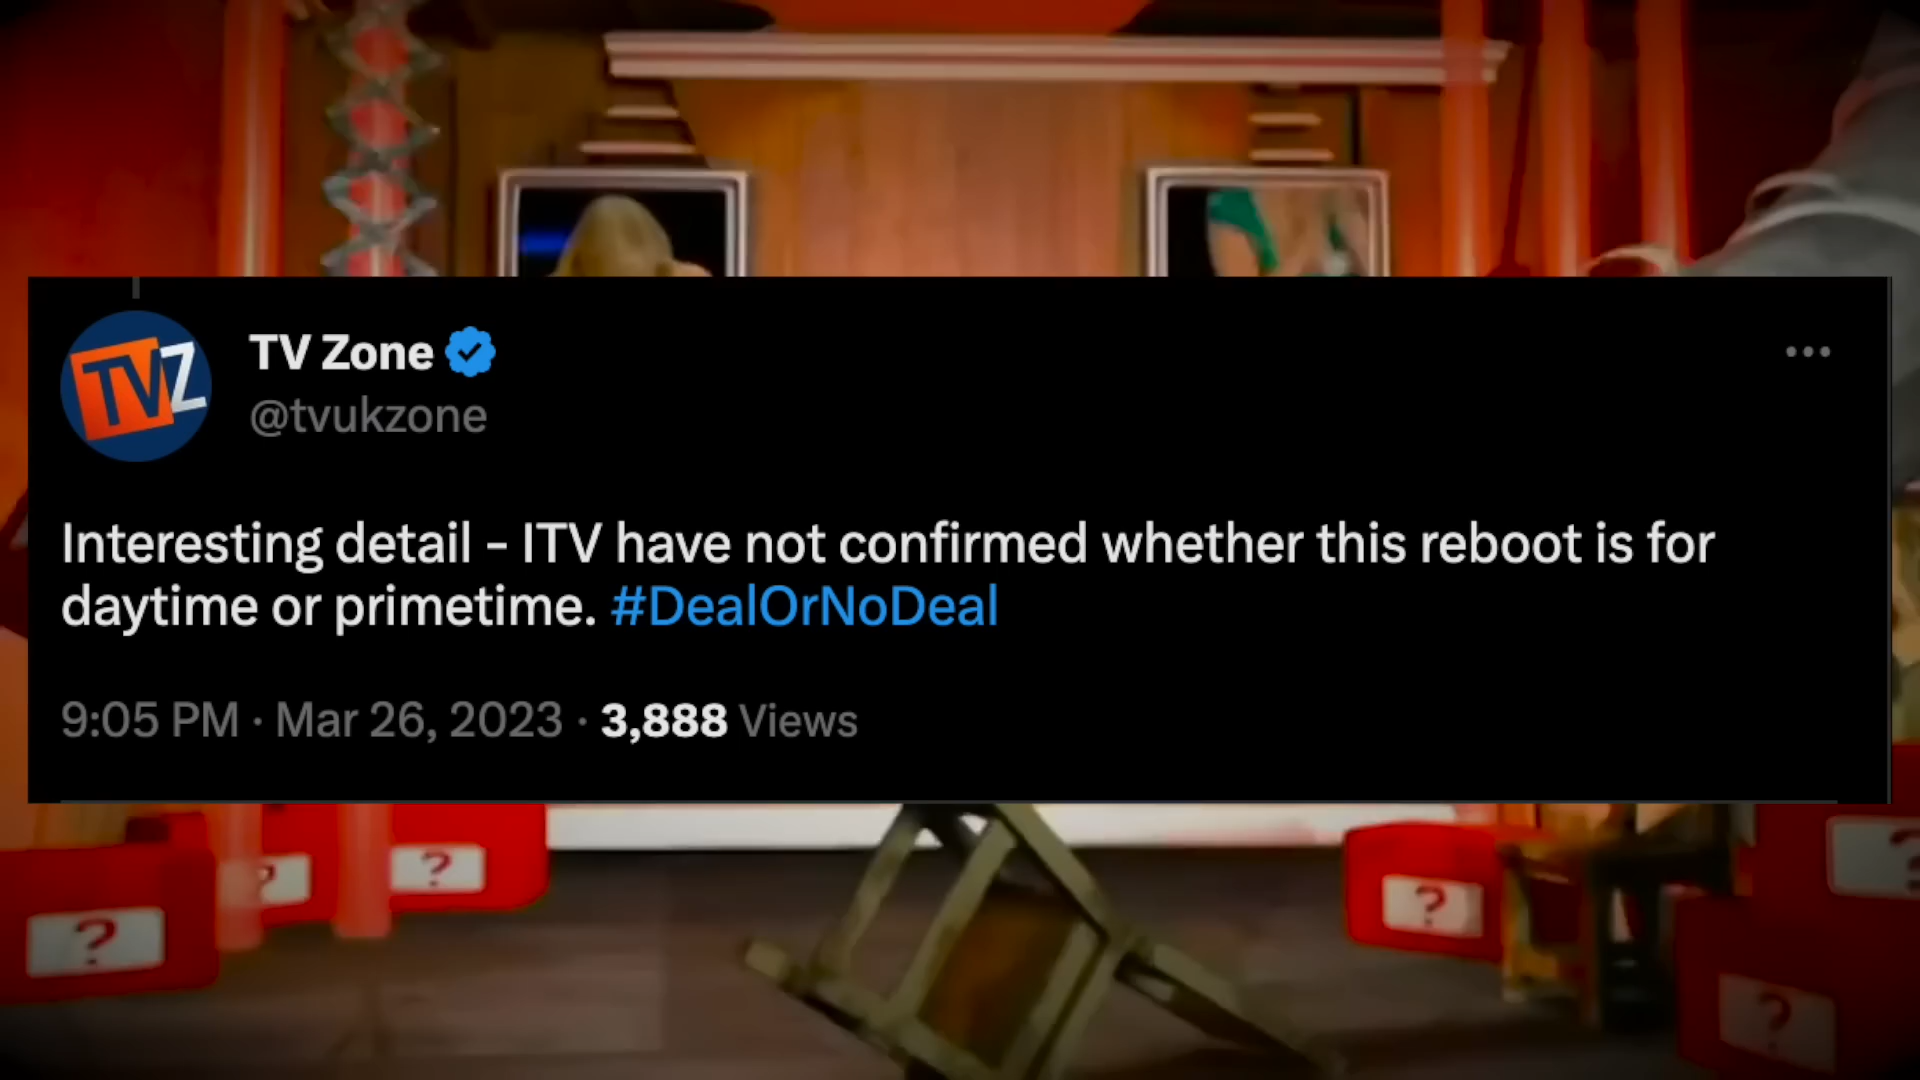 TVZ
TV Zone
@tvukzone
Interesting detail - ITV have not confirmed whether this reboot is for
daytime or primetime. #DealOrNoDeal
9:05 PM · Mar 26, 2023 · 3,888 Views
?
?
?
?
?
?